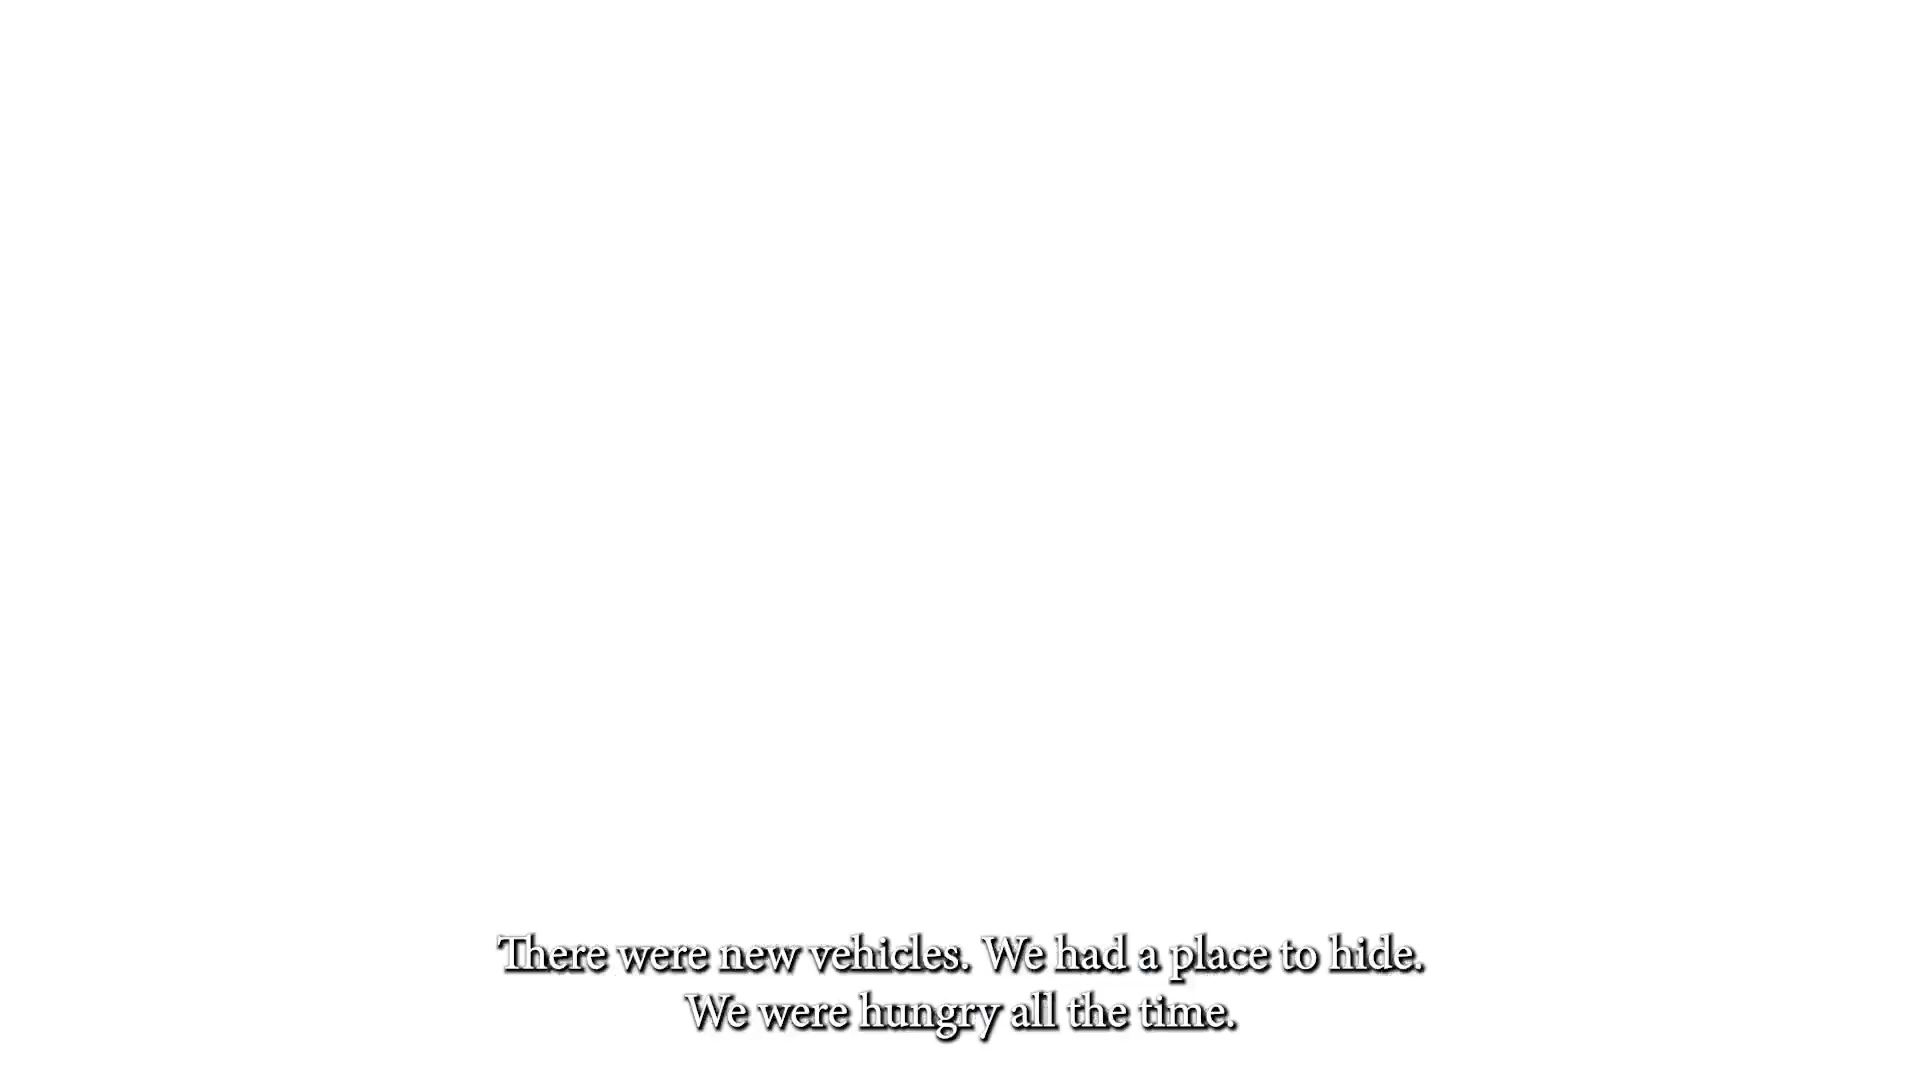 There were new vehicles. We had a place to hide.
We were hungry all the time.